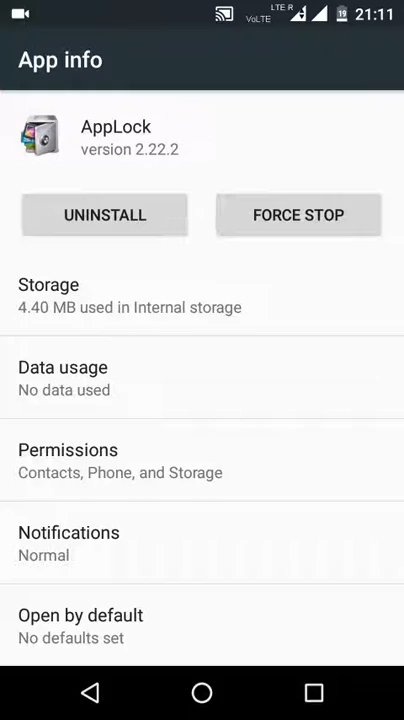 LTE R
VoLTE
19
21:11
App info
AppLock
version 2.22.2
UNINSTALL
FORCE STOP
Storage
4.40 MB used in Internal storage
Data usage
No data used
Permissions
Contacts, Phone, and Storage
Notifications
Normal
Open by default
No defaults set